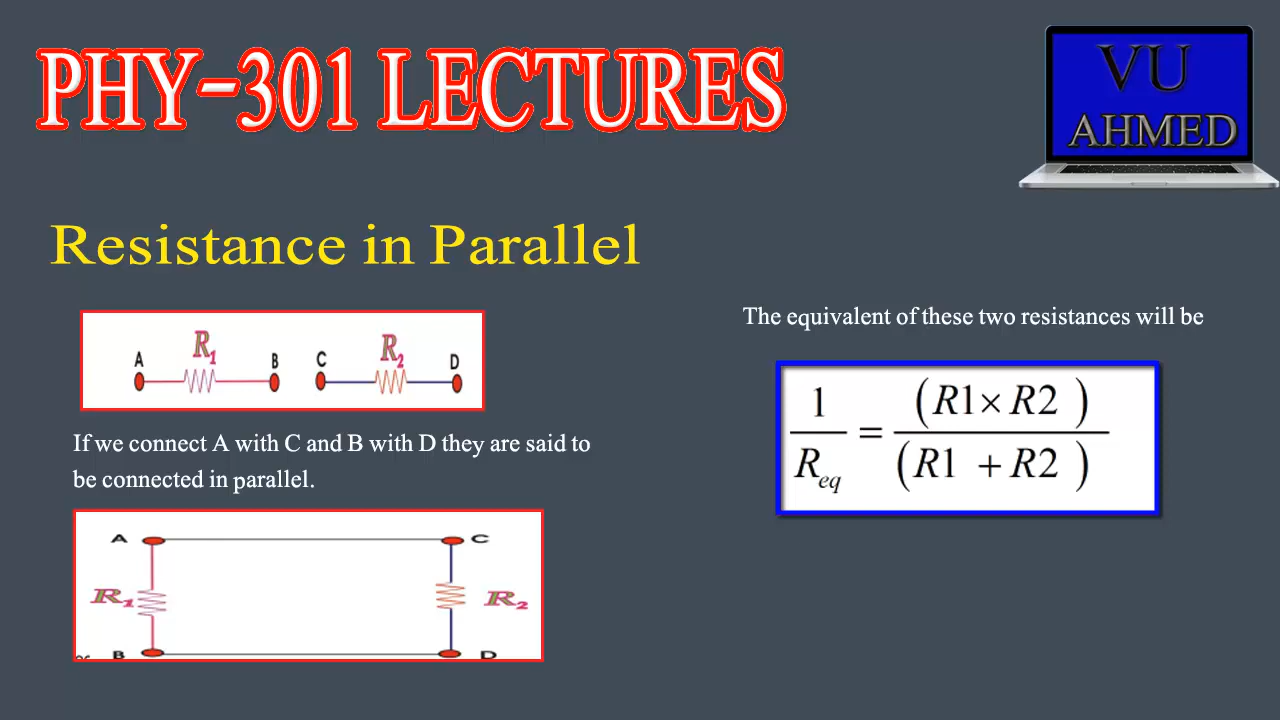 PHY-301 LECTURES
VU
AHMED
Resistance in Parallel
A R1 B C R2 D
If we connect A with C and B with D they are said to
be connected in parallel.
A C
R1 R2
B D
The equivalent of these two resistances will be
1/Req = (R1× R2 )/(R1 + R2 )